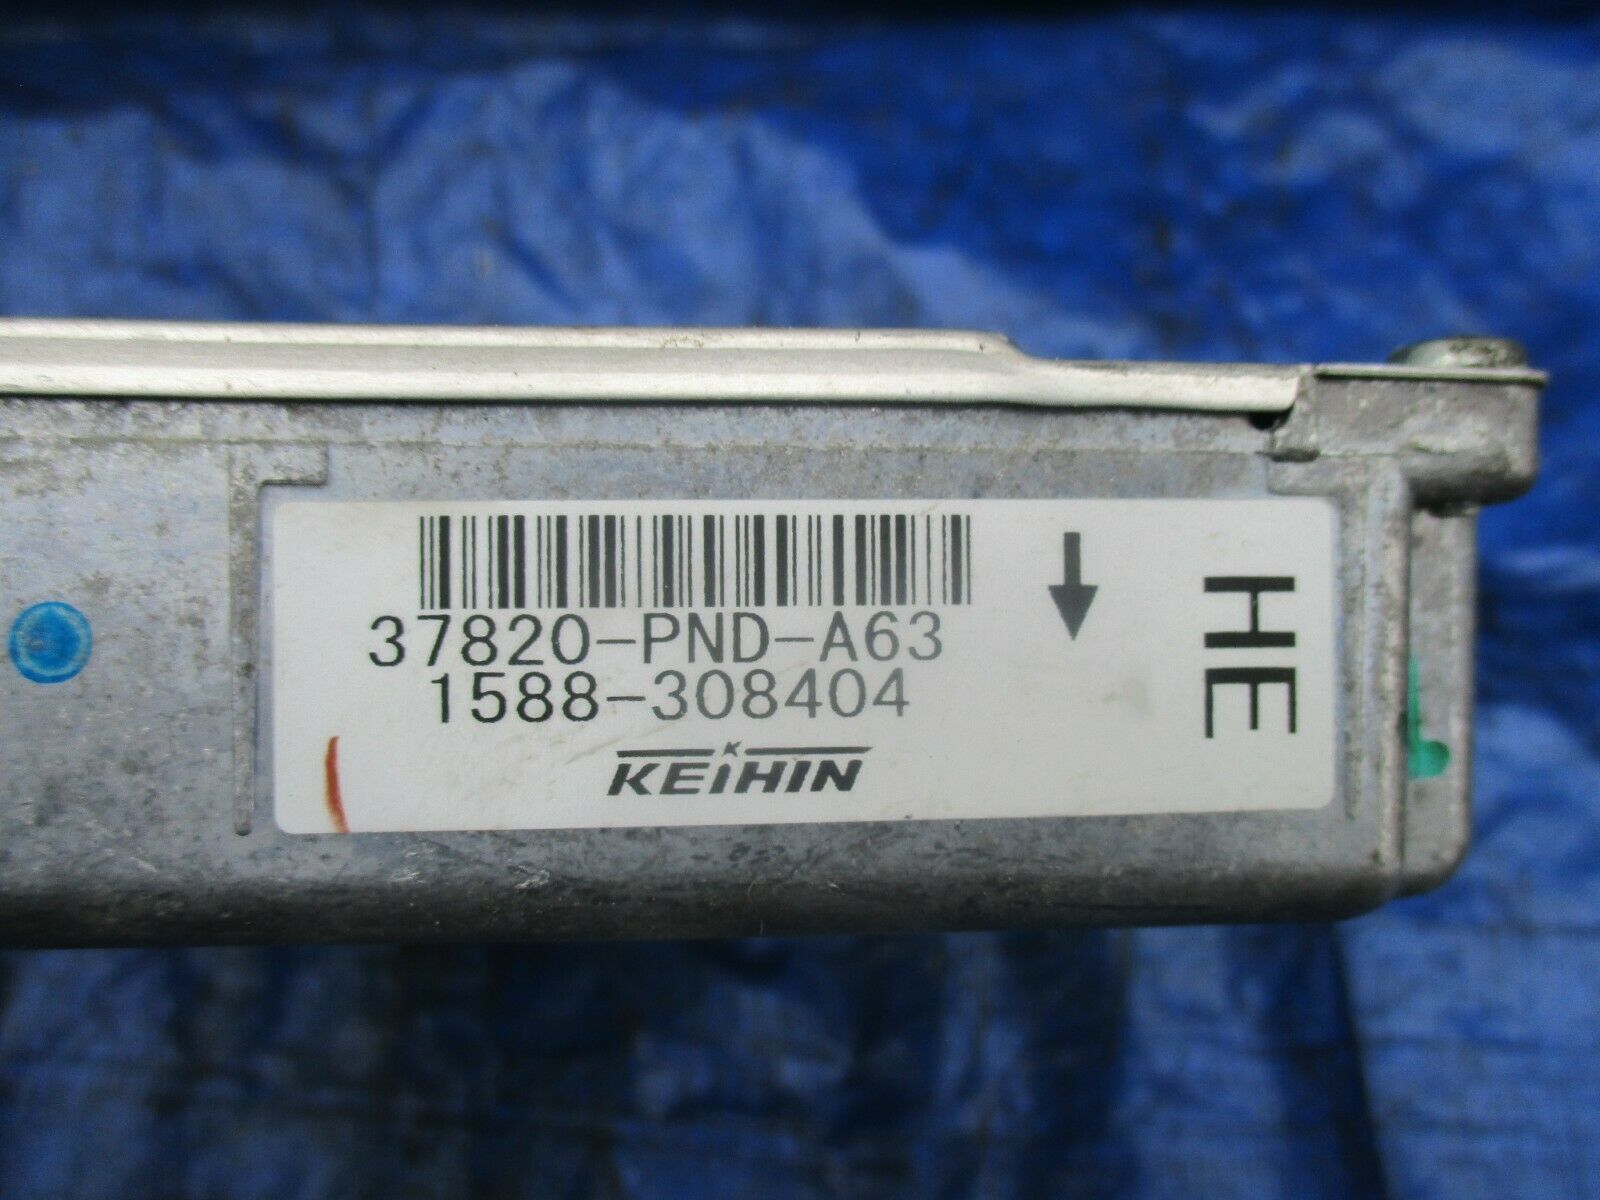 37820-PND-A63
1588-308404
K
KEIHIN
HE